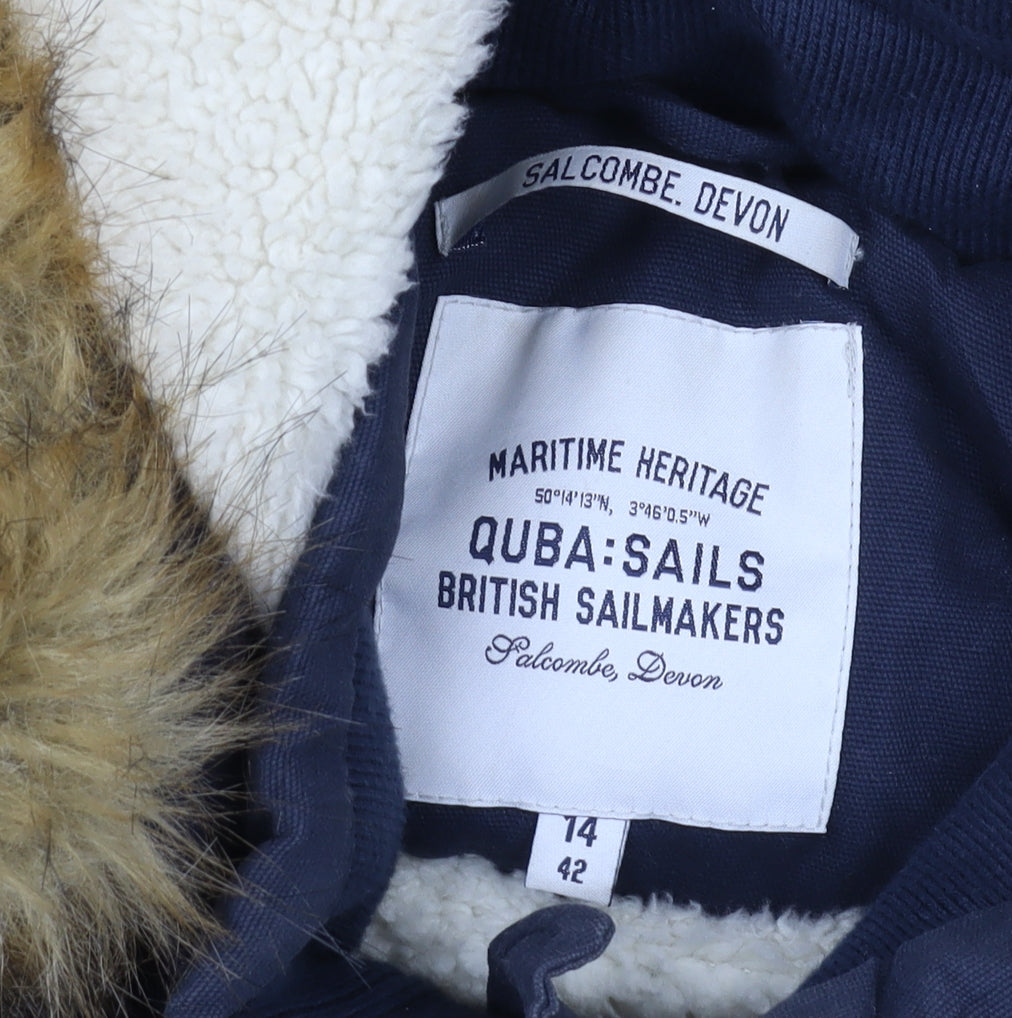 SALCOMBE. DEVON
MARITIME HERITAGE
50°14'13"N, 3°46'0.5"W
QUBA:SAILS
BRITISH SAILMAKERS
Salcombe, Devon
14
42